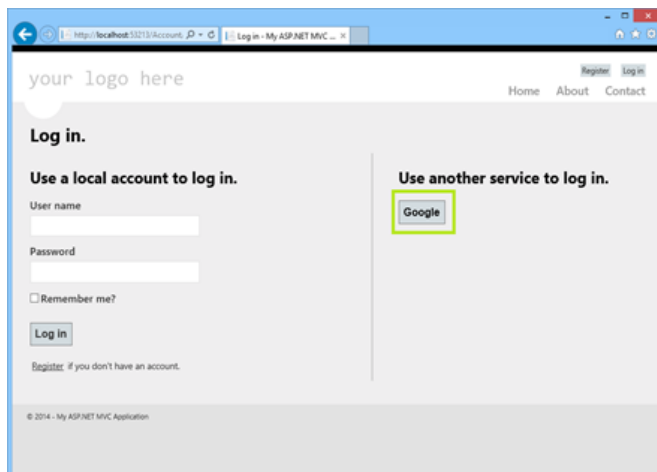 http://localhost:53213/Account,
Log in - My ASP.NET MVC ...
your logo here
Register Log in
Home About Contact
Log in.
Use a local account to log in.
Use another service to log in.
User name
Google
Password
Remember me?
Log in
Register if you don't have an account.
© 2014 - My ASP.NET MVC Application